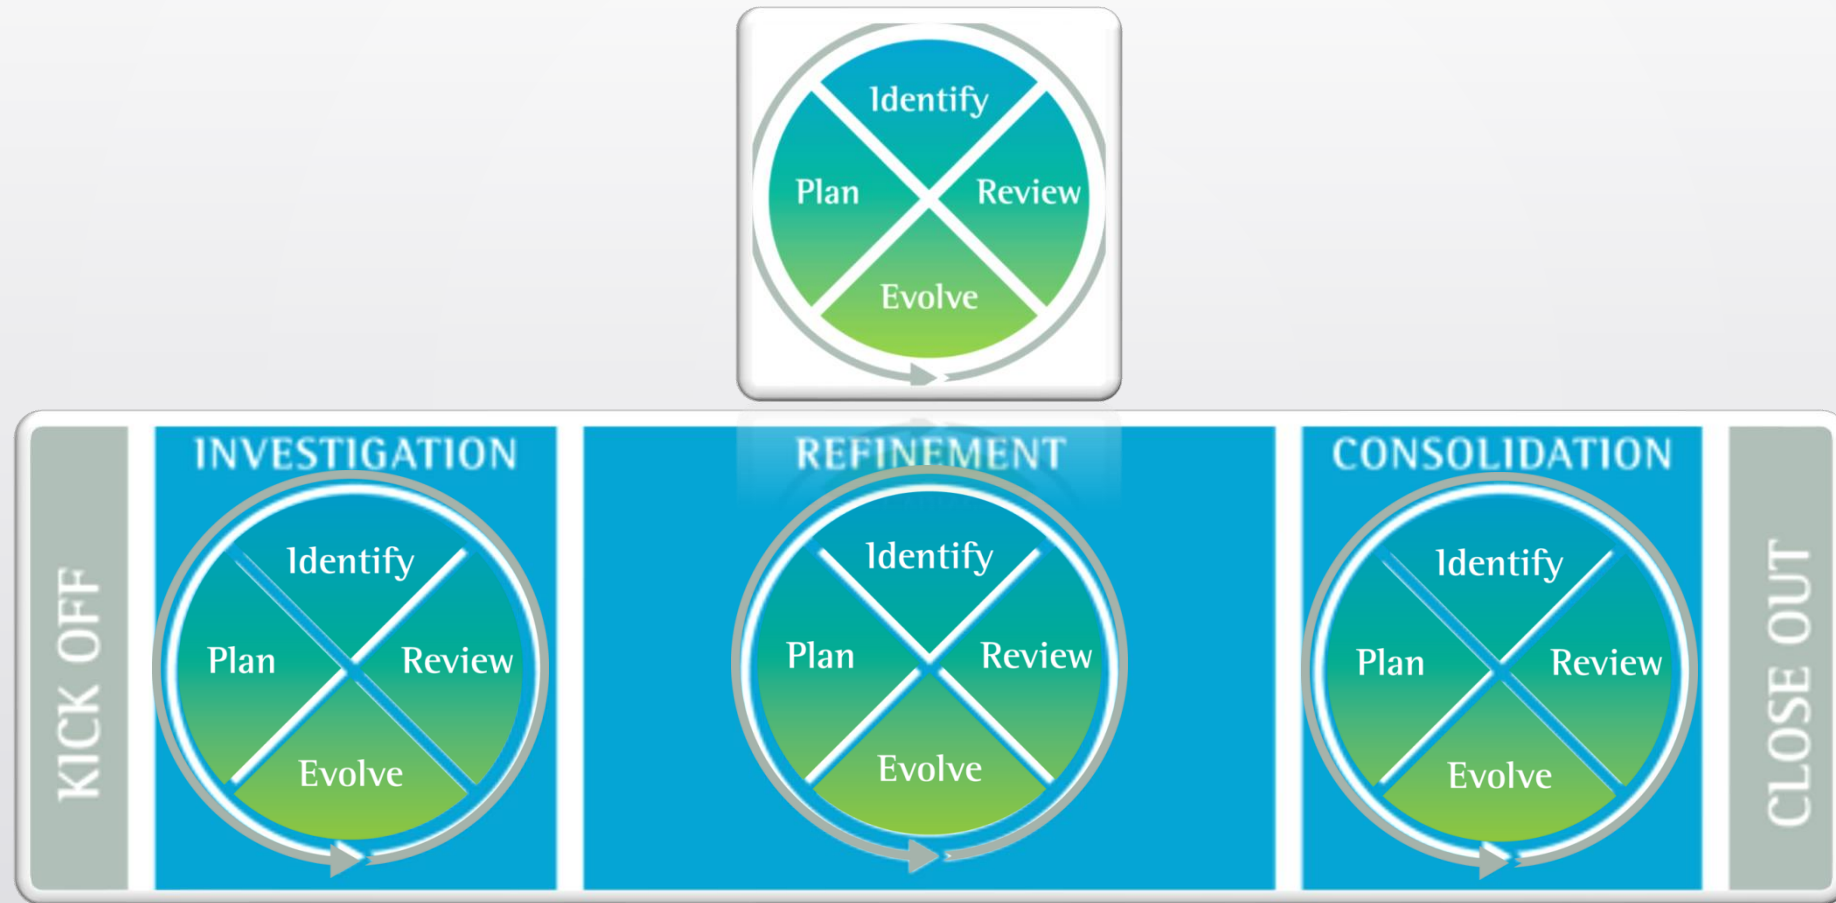 Identify
Plan
Review
Evolve
KICK OFF
INVESTIGATION
Identify
Plan
Review
Evolve
REFINEMENT
Identify
Plan
Review
Evolve
CONSOLIDATION
Identify
Plan
Review
Evolve
CLOSE OUT